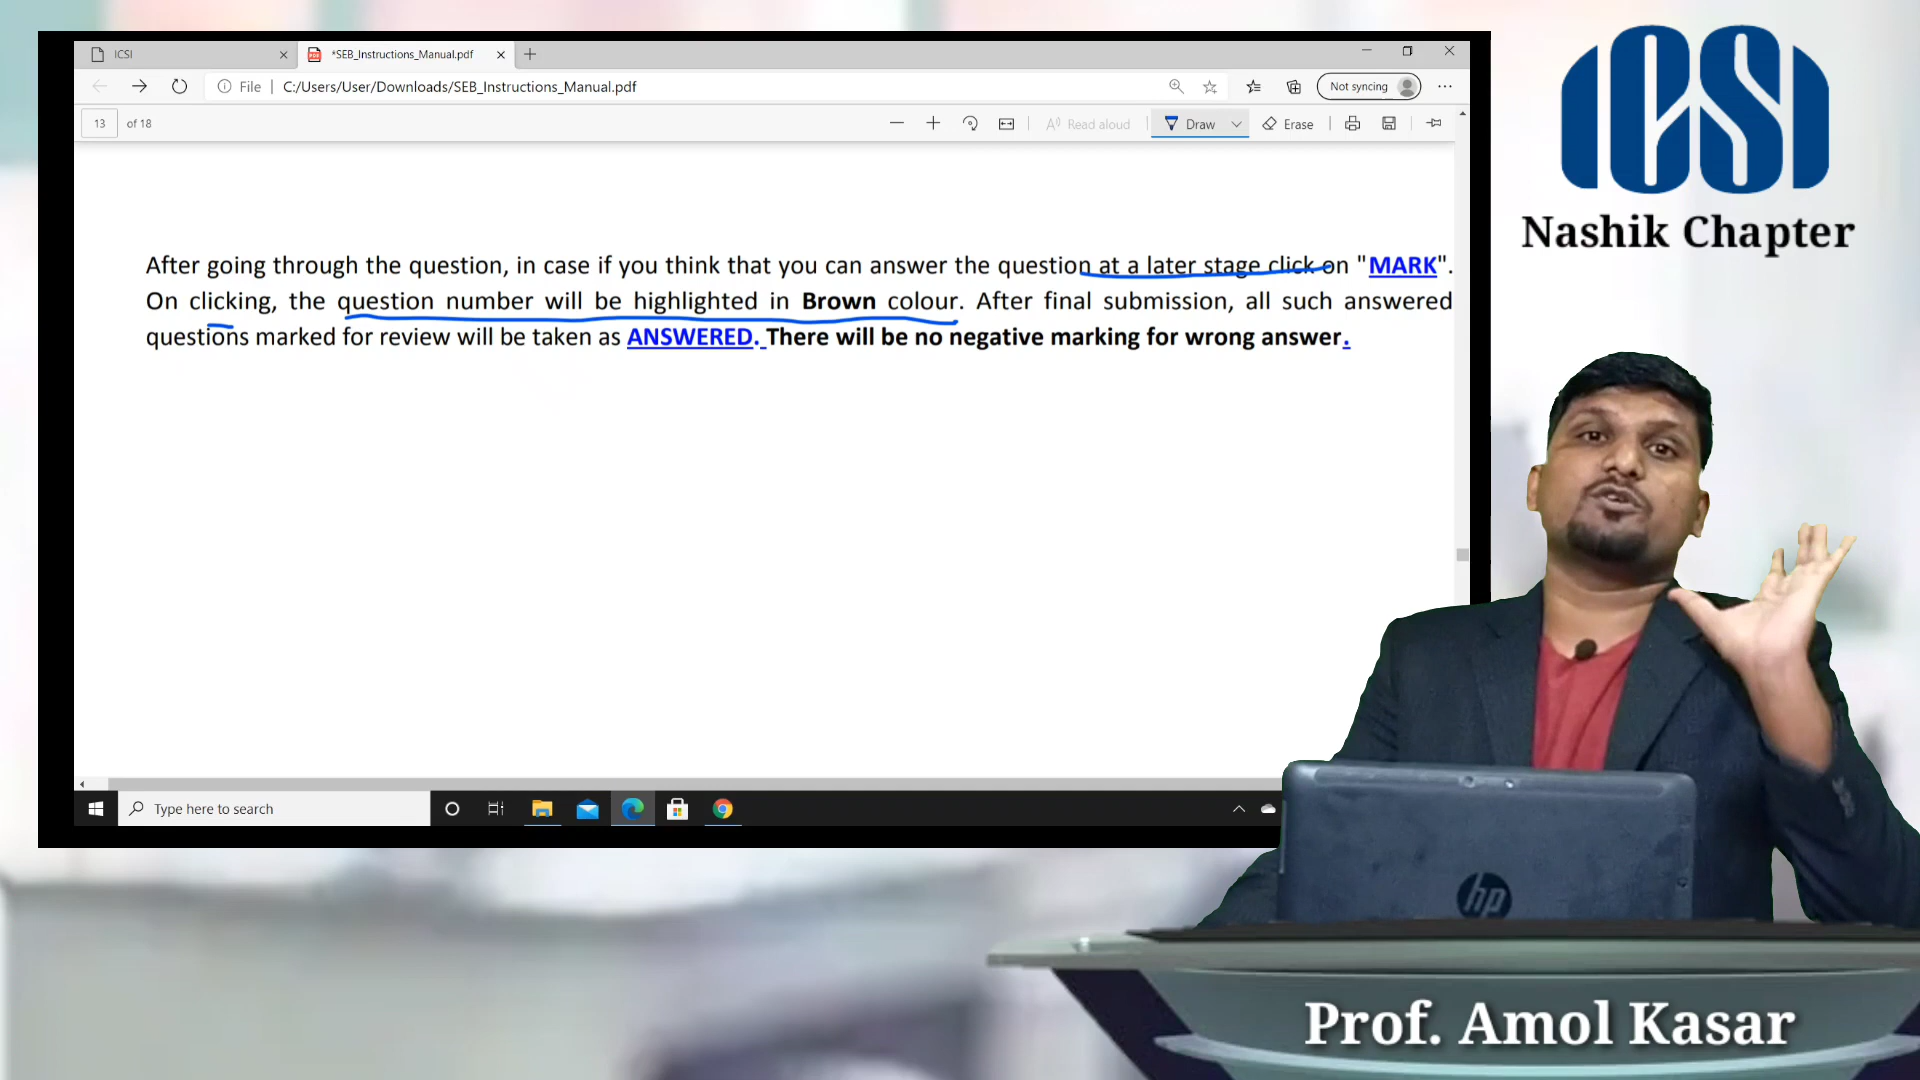 ICSI
*SEB_Instructions_Manual.pdf
File
C:/Users/User/Downloads/SEB_Instructions_Manual.pdf
Not syncing
13 of 18
Read aloud
Draw
Erase
After going through the question, in case if you think that you can answer the question at a later stage click on "MARK".
On clicking, the question number will be highlighted in Brown colour. After final submission, all such answered
questions marked for review will be taken as ANSWERED. There will be no negative marking for wrong answer.
Type here to search
ICSI
Nashik Chapter
hp
Prof. Amol Kasar